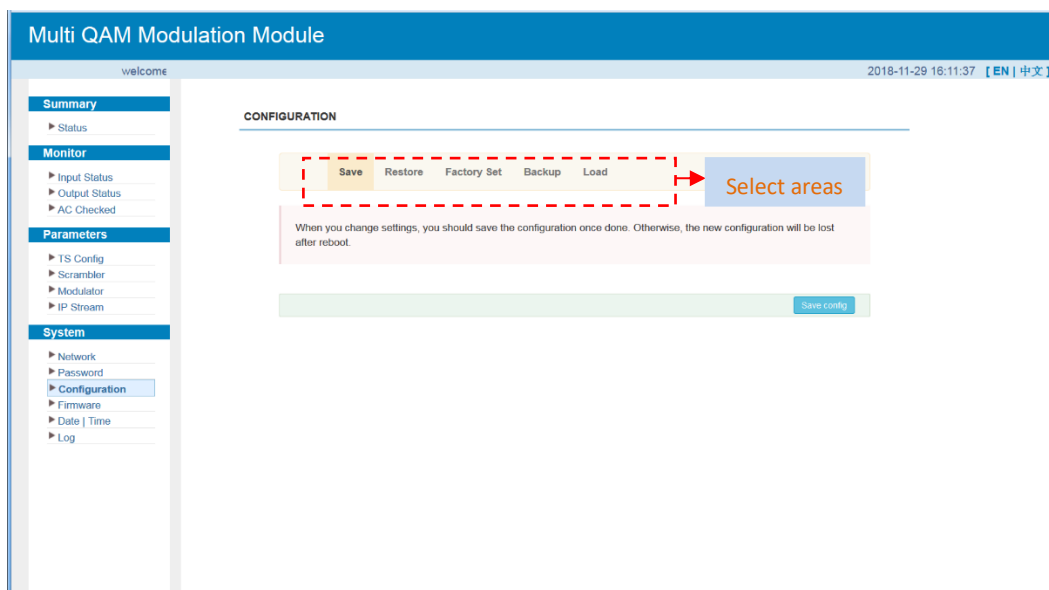 Multi QAM Modulation Module
welcome
2018-11-29 16:11:37 [ EN | 中文 ]
Summary
Status
Monitor
Input Status
Output Status
AC Checked
Parameters
TS Config
Scrambler
Modulator
IP Stream
System
Network
Password
Configuration
Firmware
Date | Time
Log
CONFIGURATION
Save Restore Factory Set Backup Load
Select areas
When you change settings, you should save the configuration once done. Otherwise, the new configuration will be lost
after reboot.
Save config